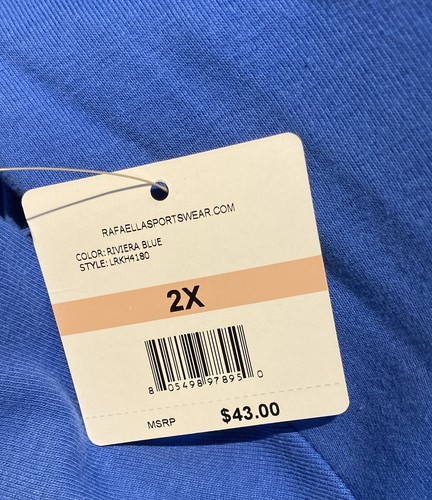 RAFAELLASPORTSWEAR.COM
COLOR: RIVIERA BLUE
STYLE: LRKH4180
2X
8 05498 97895 0
MSRP $43.00